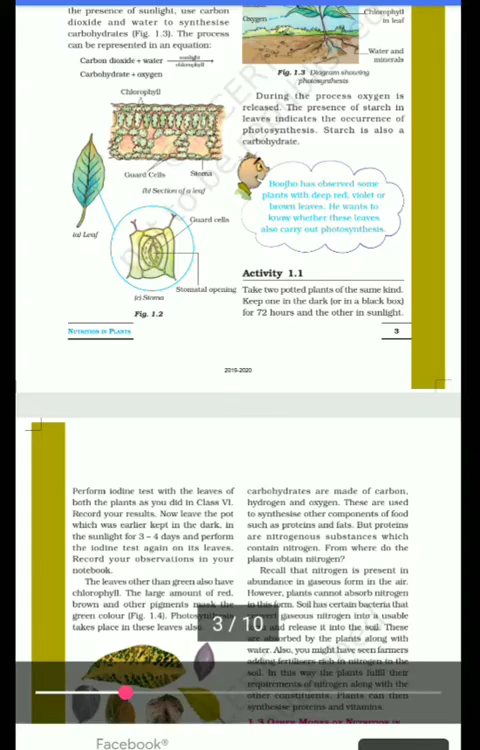 the presence of sunlight, use carbon
dioxide and water to synthesise
carbohydrates (Fig. 1.3). The process
can be represented in an equation:
Carbon dioxide + water sunlight
chlorophyll
Carbohydrate + oxygen
Chlorophyll
Guard Cells Stoma
(b) Section of a leaf
(a) Leaf
Guard cells
Stomatal opening
(c) Stoma
Fig. 1.2
Oxygen
Chlorophyll
in leaf
Water and
minerals
Fig. 1.3 Diagram showing
photosynthesis
During the process oxygen is
released. The presence of starch in
leaves indicates the occurrence of
photosynthesis. Starch is also a
carbohydrate.
Boojho has observed some
plants with deep red, violet or
brown leaves. He wants to
know whether these leaves
also carry out photosynthesis.
Activity 1.1
Take two potted plants of the same kind.
Keep one in the dark (or in a black box)
for 72 hours and the other in sunlight.
NUTRITION IN PLANTS
3
2019-2020
Perform iodine test with the leaves of
both the plants as you did in Class VI.
Record your results. Now leave the pot
which was earlier kept in the dark, in
the sunlight for 3 – 4 days and perform
the iodine test again on its leaves.
Record your observations in your
notebook.
The leaves other than green also have
chlorophyll. The large amount of red,
brown and other pigments mask the
green colour (Fig. 1.4). Photosynthesis
takes place in these leaves also.
carbohydrates are made of carbon,
hydrogen and oxygen. These are used
to synthesise other components of food
such as proteins and fats. But proteins
are nitrogenous substances which
contain nitrogen. From where do the
plants obtain nitrogen?
Recall that nitrogen is present in
abundance in gaseous form in the air.
However, plants cannot absorb nitrogen
in this form. Soil has certain bacteria that
gaseous nitrogen into a usable
and release it into the soil. These
are absorbed by the plants along with
water. Also, you might have seen farmers
adding fertilisers rich in nitrogen to the
soil. In this way the plants fulfil their
requirements of nitrogen along with the
other constituents. Plants can then
synthesise proteins and vitamins.
1.3 OTHER MODES OF NUTRITION IN
3 / 10
Facebook®